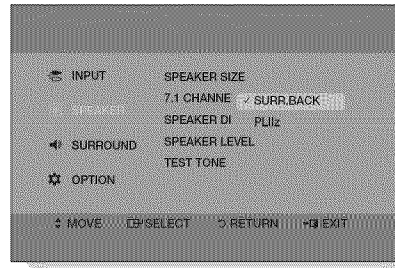 INPUT
SPEAKER
SURROUND
OPTION
SPEAKER SIZE
7.1 CHANNE
✓ SURR.BACK
SPEAKER DI
PLIIz
SPEAKER LEVEL
TEST TONE
MOVE SELECT RETURN EXIT